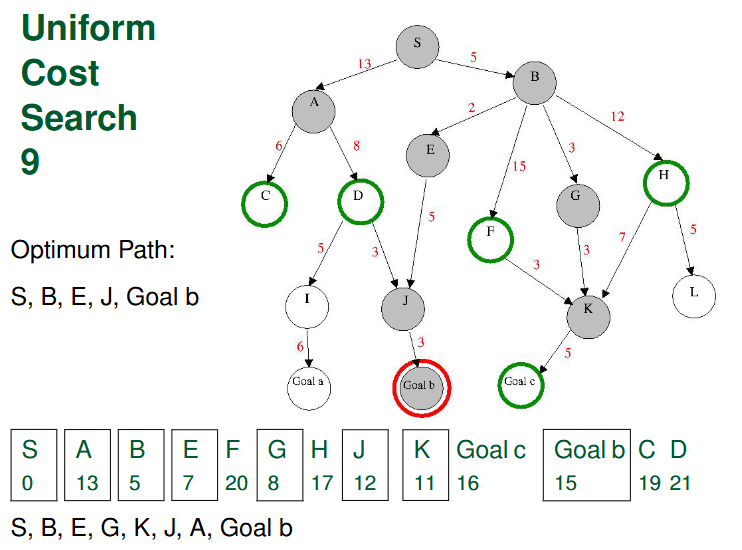 Uniform
Cost
Search
9
Optimum Path:
S, B, E, J, Goal b
S
13
5
B
A
2
12
6
8
E
15
3
H
C
D
G
F
5
7
5
5
3
3
3
I
J
K
L
6
3
5
Goal a
Goal b
Goal c
S A B E F G H J K Goal c Goal b C D
0 13 5 7 20 8 17 12 11 16 15 19 21
S, B, E, G, K, J, A, Goal b